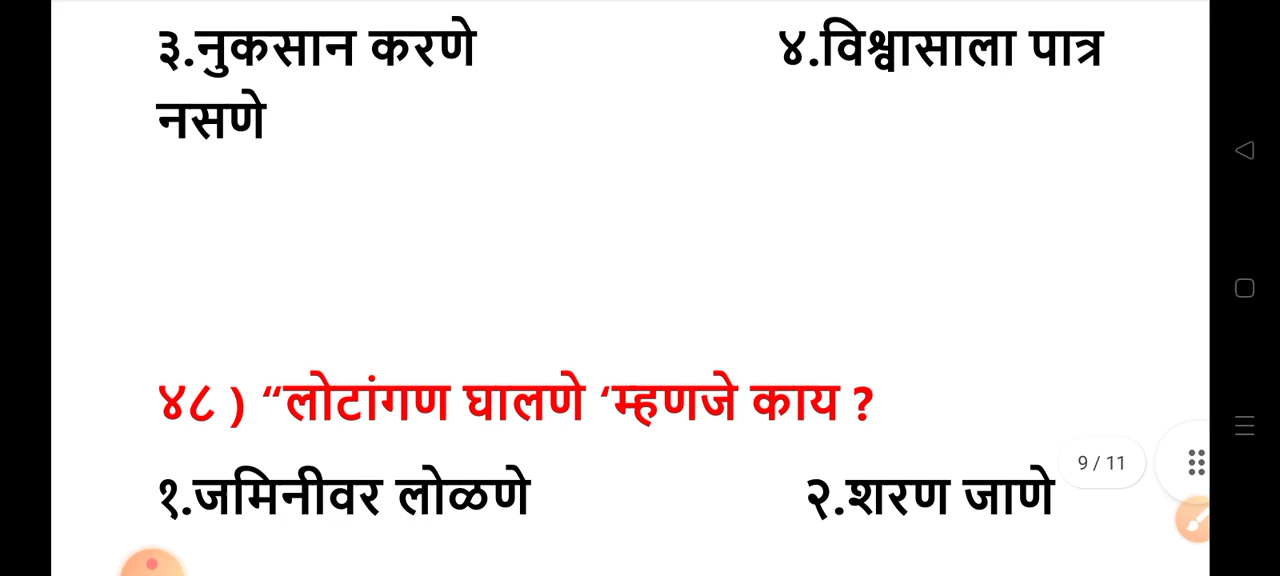 ३.नुकसान करणे ४.विश्वासाला पात्र
नसणे
४८ ) “लोटांगण घालणे ‘म्हणजे काय ?
9 / 11
१.जमिनीवर लोळणे २.शरण जाणे